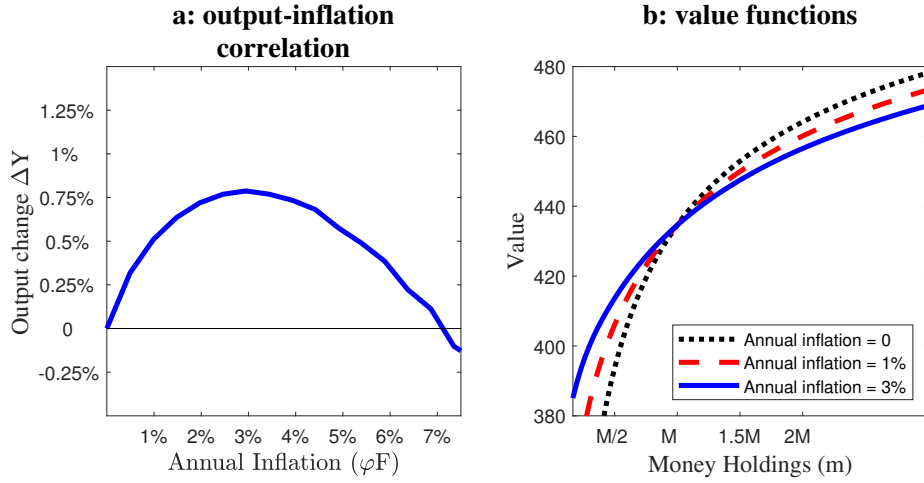 a: output-inflation
correlation
1.25%
1%
0.75%
0.5%
0.25%
0
-0.25%
Output change ΔY
1% 2% 3% 4% 5% 6% 7%
Annual Inflation (φF)
b: value functions
480
460
440
420
400
380
Value
Annual inflation = 0
Annual inflation = 1%
Annual inflation = 3%
M/2 M 1.5M 2M
Money Holdings (m)